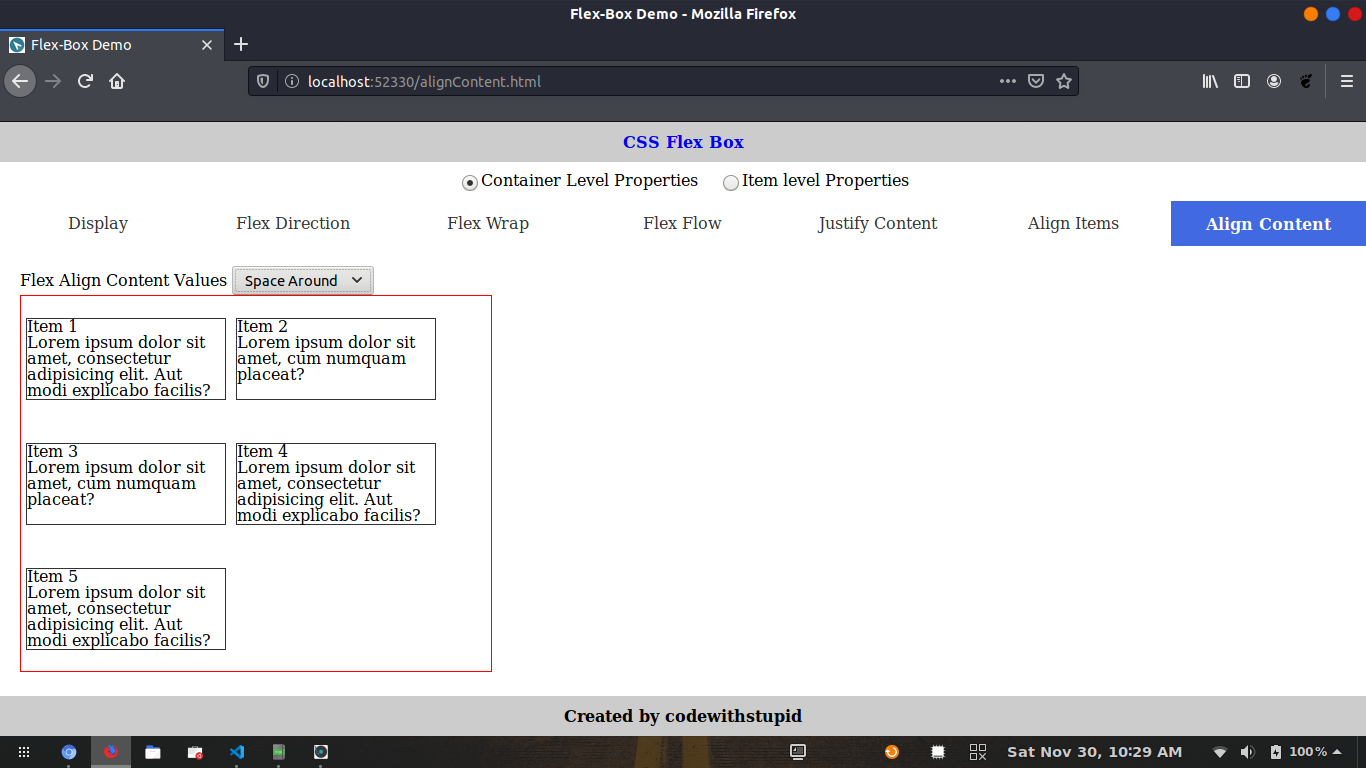 Flex-Box Demo - Mozilla Firefox
Flex-Box Demo
localhost:52330/alignContent.html
CSS Flex Box
Container Level Properties Item level Properties
Display Flex Direction Flex Wrap Flex Flow Justify Content Align Items Align Content
Flex Align Content Values Space Around
Item 1
Lorem ipsum dolor sit
amet, consectetur
adipisicing elit. Aut
modi explicabo facilis?
Item 2
Lorem ipsum dolor sit
amet, cum numquam
placeat?
Item 3
Lorem ipsum dolor sit
amet, cum numquam
placeat?
Item 4
Lorem ipsum dolor sit
amet, consectetur
adipisicing elit. Aut
modi explicabo facilis?
Item 5
Lorem ipsum dolor sit
amet, consectetur
adipisicing elit. Aut
modi explicabo facilis?
Created by codewithstupid
Sat Nov 30, 10:29 AM 100 %